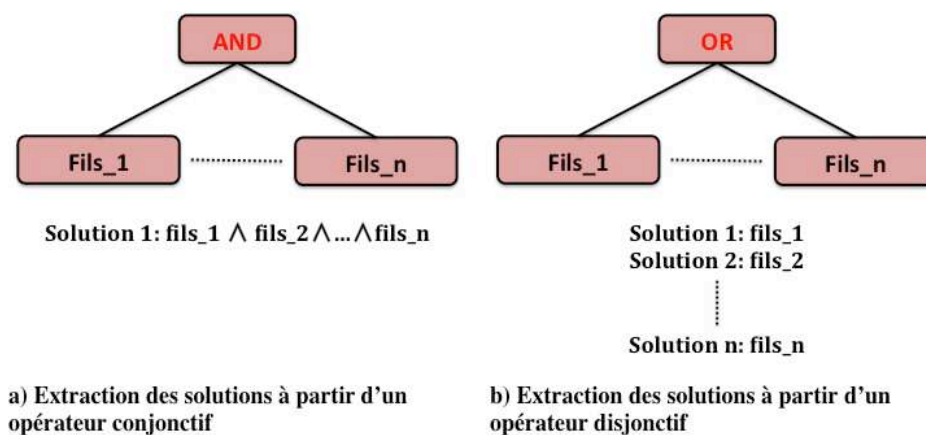 AND
Fils_1
Fils_n
Solution 1: fils_1 ∧ fils_2 ∧ ... ∧ fils_n
a) Extraction des solutions à partir d'un
opérateur conjonctif
OR
Fils_1
Fils_n
Solution 1: fils_1
Solution 2: fils_2
Solution n: fils_n
b) Extraction des solutions à partir d'un
opérateur disjonctif